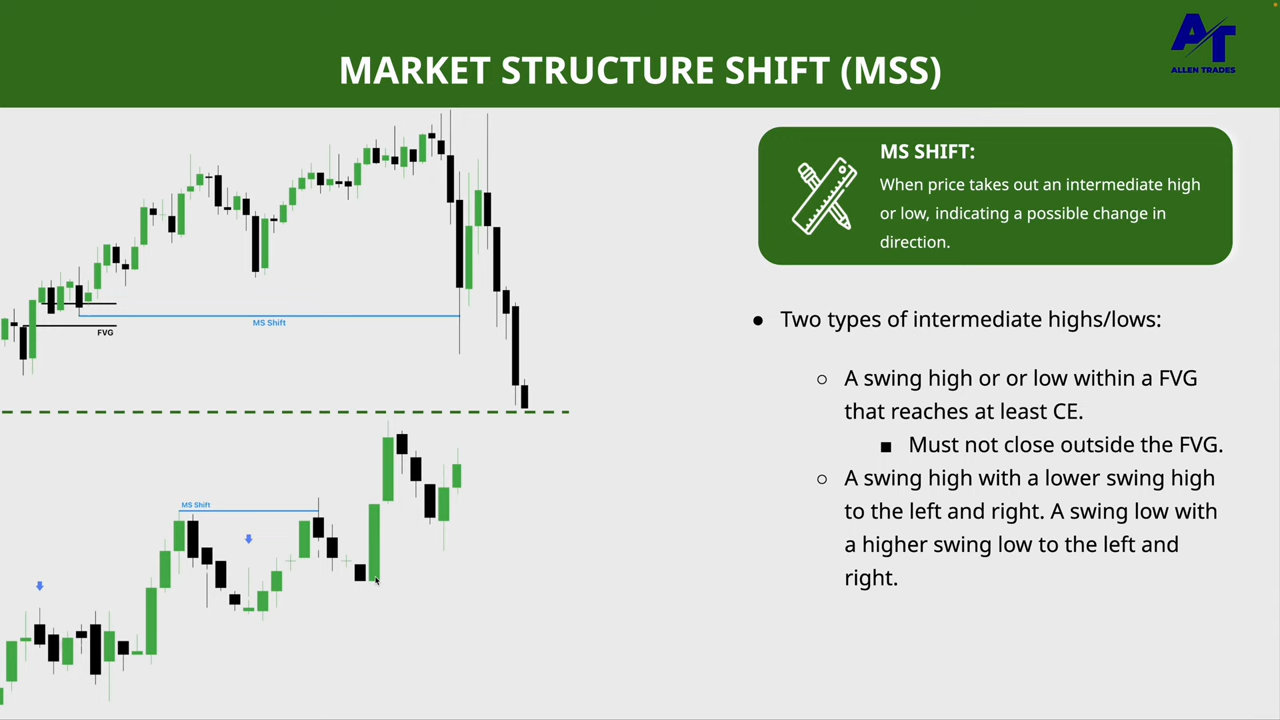 MARKET STRUCTURE SHIFT (MSS)
AT
ALLEN TRADES
MS SHIFT:
When price takes out an intermediate high
or low, indicating a possible change in
direction.
MS Shift
FVG
MS Shift
● Two types of intermediate highs/lows:
○ A swing high or or low within a FVG
that reaches at least CE.
■ Must not close outside the FVG.
○ A swing high with a lower swing high
to the left and right. A swing low with
a higher swing low to the left and
right.